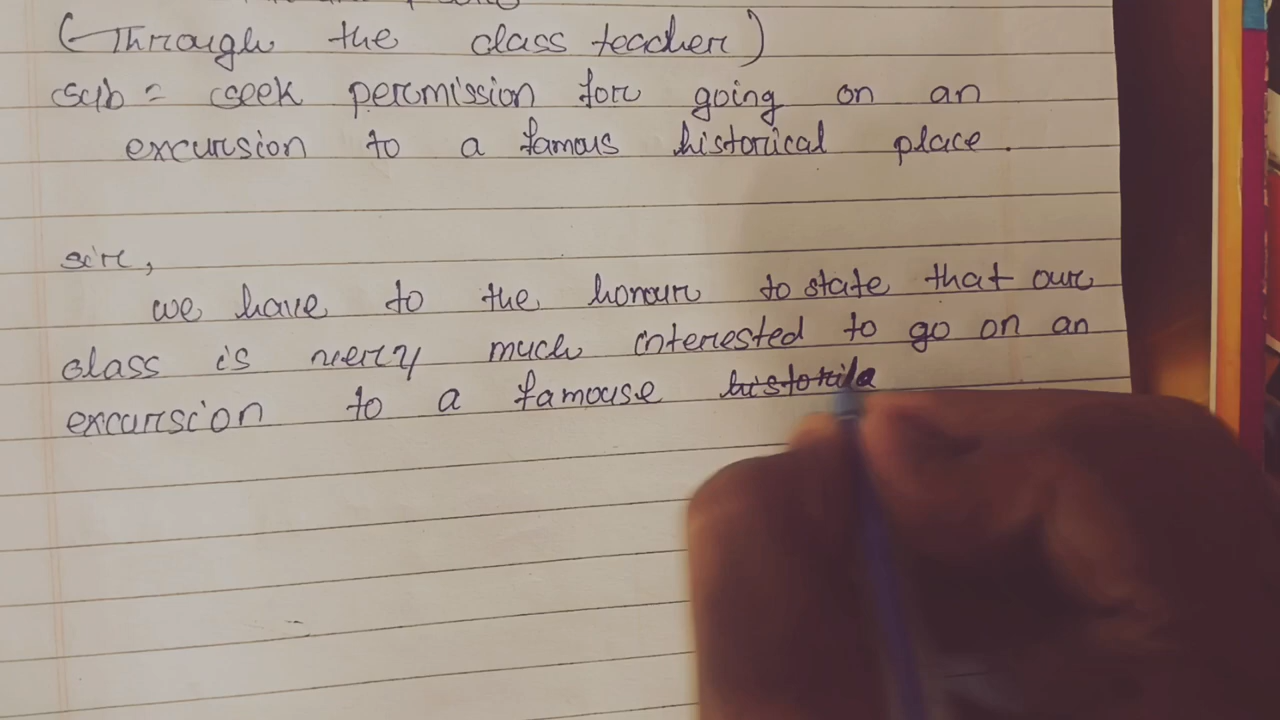 (Through the class teacher)
Sub = seek permission for going on an
excursion to a famous historical place.
sir,
we have to the honour to state that our
class is very much interested to go on an
excurscion to a famouse